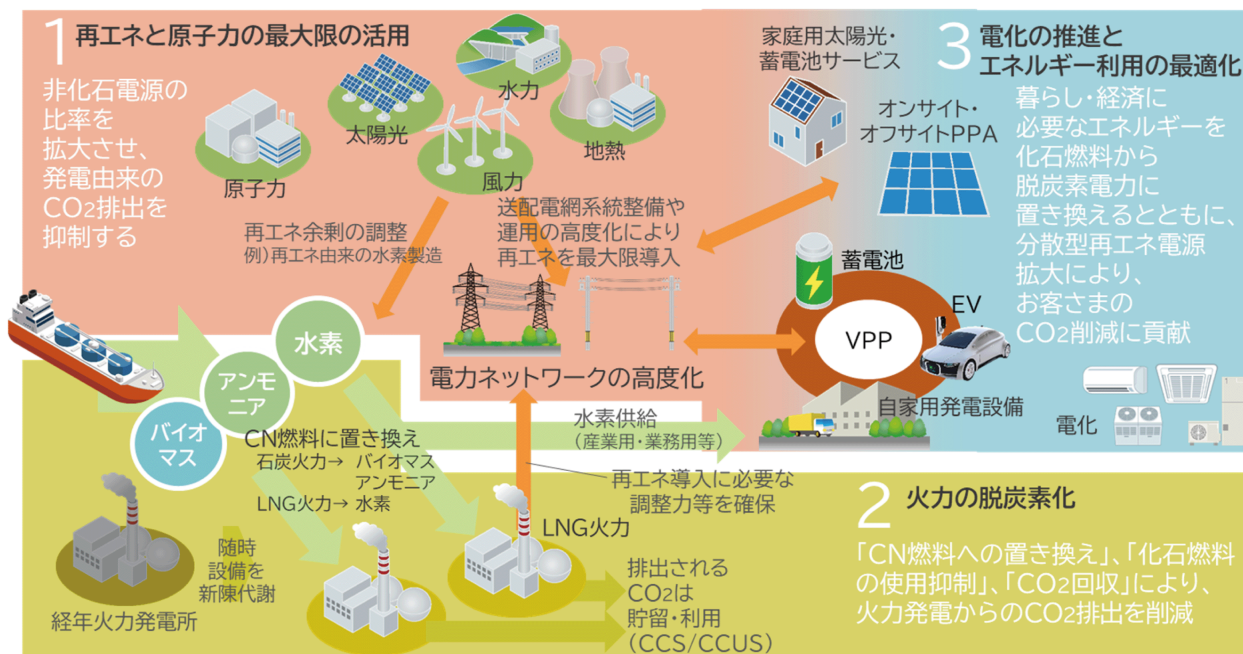 1 再エネと原子力の最大限の活用
非化石電源の
比率を
拡大させ、
発電由来の
CO2排出を
抑制する
原子力
太陽光
水力
風力
地熱
再エネ余剰の調整
例)再エネ由来の水素製造
送配電網系統整備や
運用の高度化により
再エネを最大限導入
電力ネットワークの高度化
家庭用太陽光・
蓄電池サービス
オンサイト・
オフサイトPPA
3 電化の推進と
エネルギー利用の最適化
暮らし・経済に
必要なエネルギーを
化石燃料から
脱炭素電力に
置き換えるとともに、
分散型再エネ電源
拡大により、
お客さまの
CO2削減に貢献
蓄電池
EV
VPP
自家用発電設備
電化
水素
アンモ
ニア
バイオ
マス
水素供給
(産業用・業務用等)
CN燃料に置き換え
石炭火力→ バイオマス
アンモニア
LNG火力→ 水素
再エネ導入に必要な
調整力等を確保
LNG火力
随時
設備を
新陳代謝
経年火力発電所
排出される
CO2は
貯留・利用
(CCS/CCUS)
2 火力の脱炭素化
「CN燃料への置き換え」、「化石燃料
の使用抑制」、「CO2回収」により、
火力発電からのCO2排出を削減